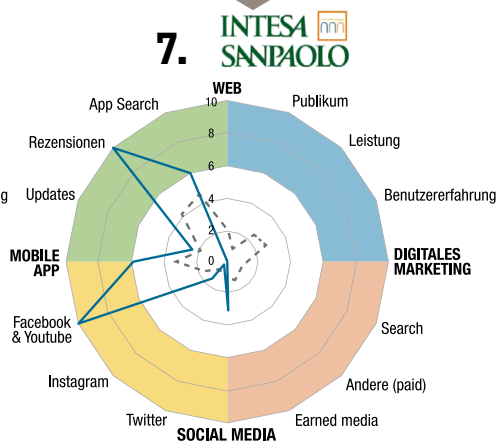 7.
INTESA
SANPAOLO
WEB
10
8
6
4
2
0
Publikum
Leistung
Benutzererfahrung
DIGITALES
MARKETING
Search
Andere (paid)
Earned media
SOCIAL MEDIA
Twitter
Instagram
Facebook
& Youtube
MOBILE
APP
g
Updates
Rezensionen
App Search